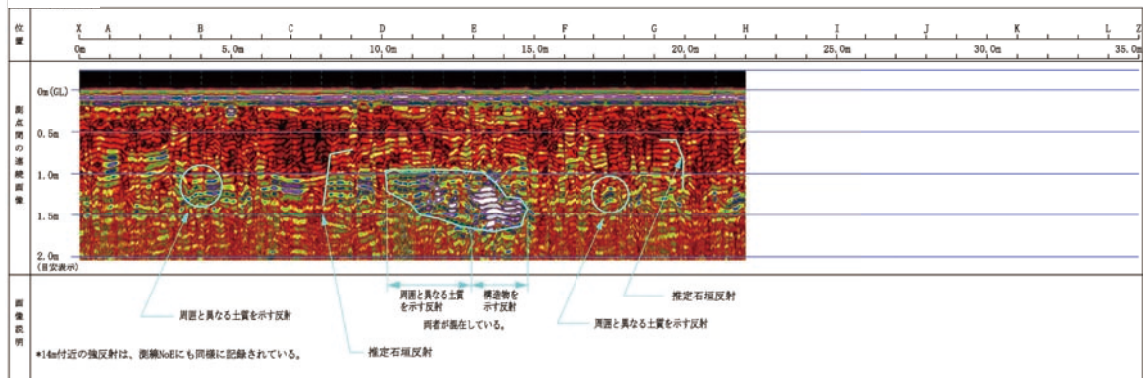 位置
X A B C D E F G H I J K L Z
0m 5.0m 10.0m 15.0m 20.0m 25.0m 30.0m 35.0m
測点間の連続画像
0m(GL)
0.5m
1.0m
1.5m
2.0m
(目安表示)
画像説明
周囲と異なる土質を示す反射
推定石垣反射
周囲と異なる土質
を示す反射
構造物を
示す反射
両者が混在している。
周囲と異なる土質を示す反射
推定石垣反射
*14m付近の強反射は、測線NoEにも同様に記録されている。